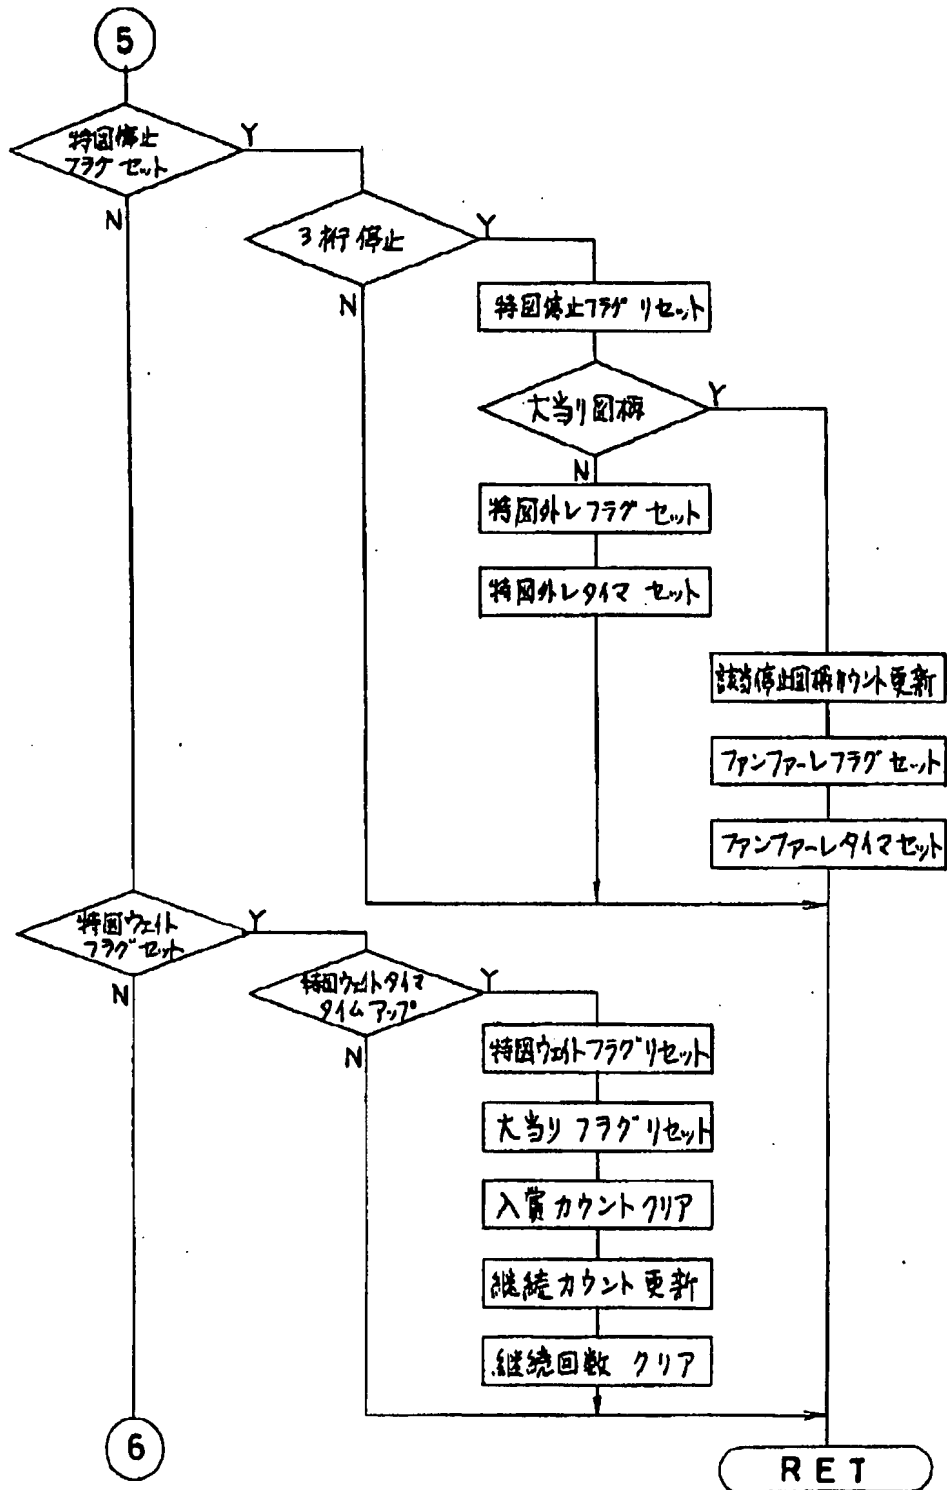 5
特図停止
フラグ セット
Y
N
3桁停止
Y
N
特図停止フラグ リセット
大当り図柄
Y
N
特図外レフラグ セット
特図外レタイマ セット
該当停止図柄カウント更新
ファンファーレフラグセット
ファンファーレタイマセット
特図ウェイト
フラグセット
Y
N
特図ウェイトタイマ
タイムアップ
Y
N
特図ウェイトフラグリセット
大当り フラグリセット
入賞カウントクリア
継続カウント更新
継続回数 クリア
6
RET